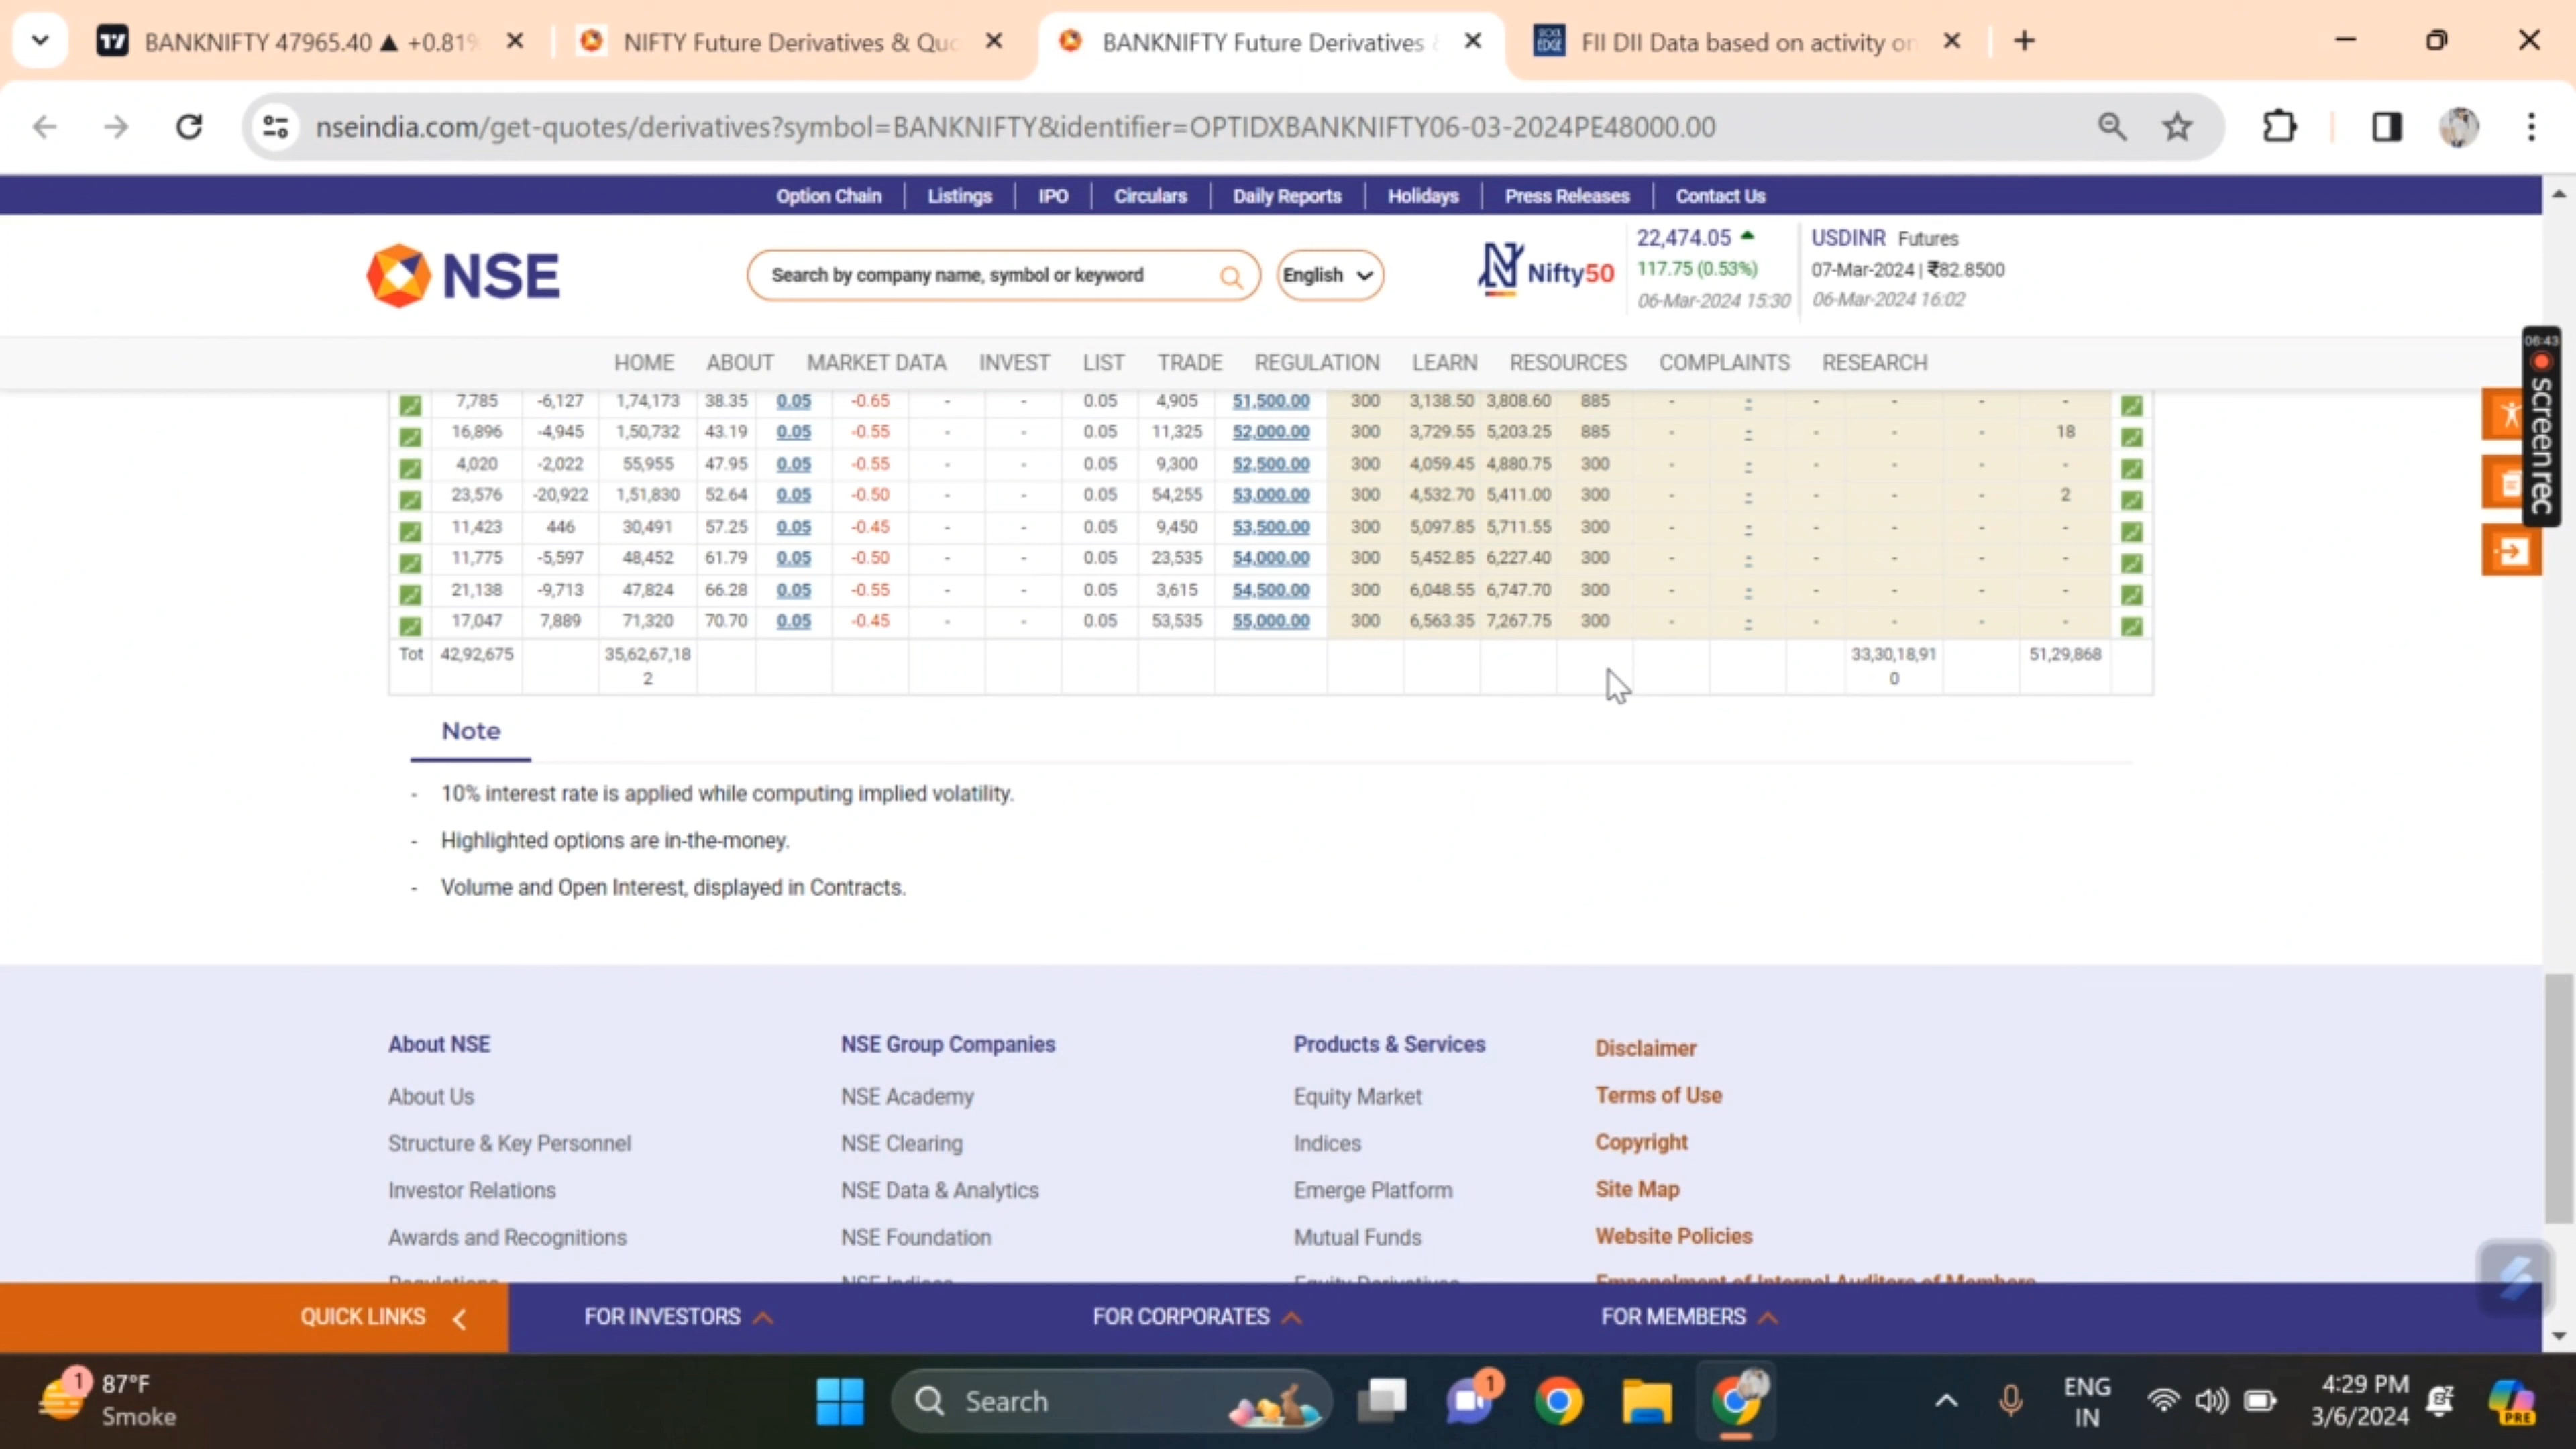 BANKNIFTY 47965.40 ▲ +0.81%
NIFTY Future Derivatives & Quo
BANKNIFTY Future Derivatives &
STOCK EDGE FII DII Data based on activity on
nseindia.com/get-quotes/derivatives?symbol=BANKNIFTY&identifier=OPTIDXBANKNIFTY06-03-2024PE48000.00
Option Chain | Listings | IPO | Circulars | Daily Reports | Holidays | Press Releases | Contact Us
NSE
Search by company name, symbol or keyword
English
Nifty50
22,474.05
117.75 (0.53%)
06-Mar-2024 15:30
USDINR Futures
07-Mar-2024 | ₹82.8500
06-Mar-2024 16:02
HOME ABOUT MARKET DATA INVEST LIST TRADE REGULATION LEARN RESOURCES COMPLAINTS RESEARCH
06:43
screenrec
7,785 -6,127 1,74,173 38.35 0.05 -0.65 - - 0.05 4,905 51,500.00 300 3,138.50 3,808.60 885 - - - - - -
16,896 -4,945 1,50,732 43.19 0.05 -0.55 - - 0.05 11,325 52,000.00 300 3,729.55 5,203.25 885 - - - - - 18
4,020 -2,022 55,955 47.95 0.05 -0.55 - - 0.05 9,300 52,500.00 300 4,059.45 4,880.75 300 - - - - - -
23,576 -20,922 1,51,830 52.64 0.05 -0.50 - - 0.05 54,255 53,000.00 300 4,532.70 5,411.00 300 - - - - - 2
11,423 446 30,491 57.25 0.05 -0.45 - - 0.05 9,450 53,500.00 300 5,097.85 5,711.55 300 - - - - - -
11,775 -5,597 48,452 61.79 0.05 -0.50 - - 0.05 23,535 54,000.00 300 5,452.85 6,227.40 300 - - - - - -
21,138 -9,713 47,824 66.28 0.05 -0.55 - - 0.05 3,615 54,500.00 300 6,048.55 6,747.70 300 - - - - - -
17,047 7,889 71,320 70.70 0.05 -0.45 - - 0.05 53,535 55,000.00 300 6,563.35 7,267.75 300 - - - - - -
Tot 42,92,675 35,62,67,18 33,30,18,91 51,29,868
2 0
Note
- 10% interest rate is applied while computing implied volatility.
- Highlighted options are in-the-money.
- Volume and Open Interest, displayed in Contracts.
About NSE
About Us
Structure & Key Personnel
Investor Relations
Awards and Recognitions
Regulations
NSE Group Companies
NSE Academy
NSE Clearing
NSE Data & Analytics
NSE Foundation
NSE Indices
Products & Services
Equity Market
Indices
Emerge Platform
Mutual Funds
Equity Derivatives
Disclaimer
Terms of Use
Copyright
Site Map
Website Policies
Empanelment of Internal Auditors of Members
QUICK LINKS
FOR INVESTORS
FOR CORPORATES
FOR MEMBERS
1
87°F
Smoke
Search
1
ENG
IN
4:29 PM
3/6/2024
PRE